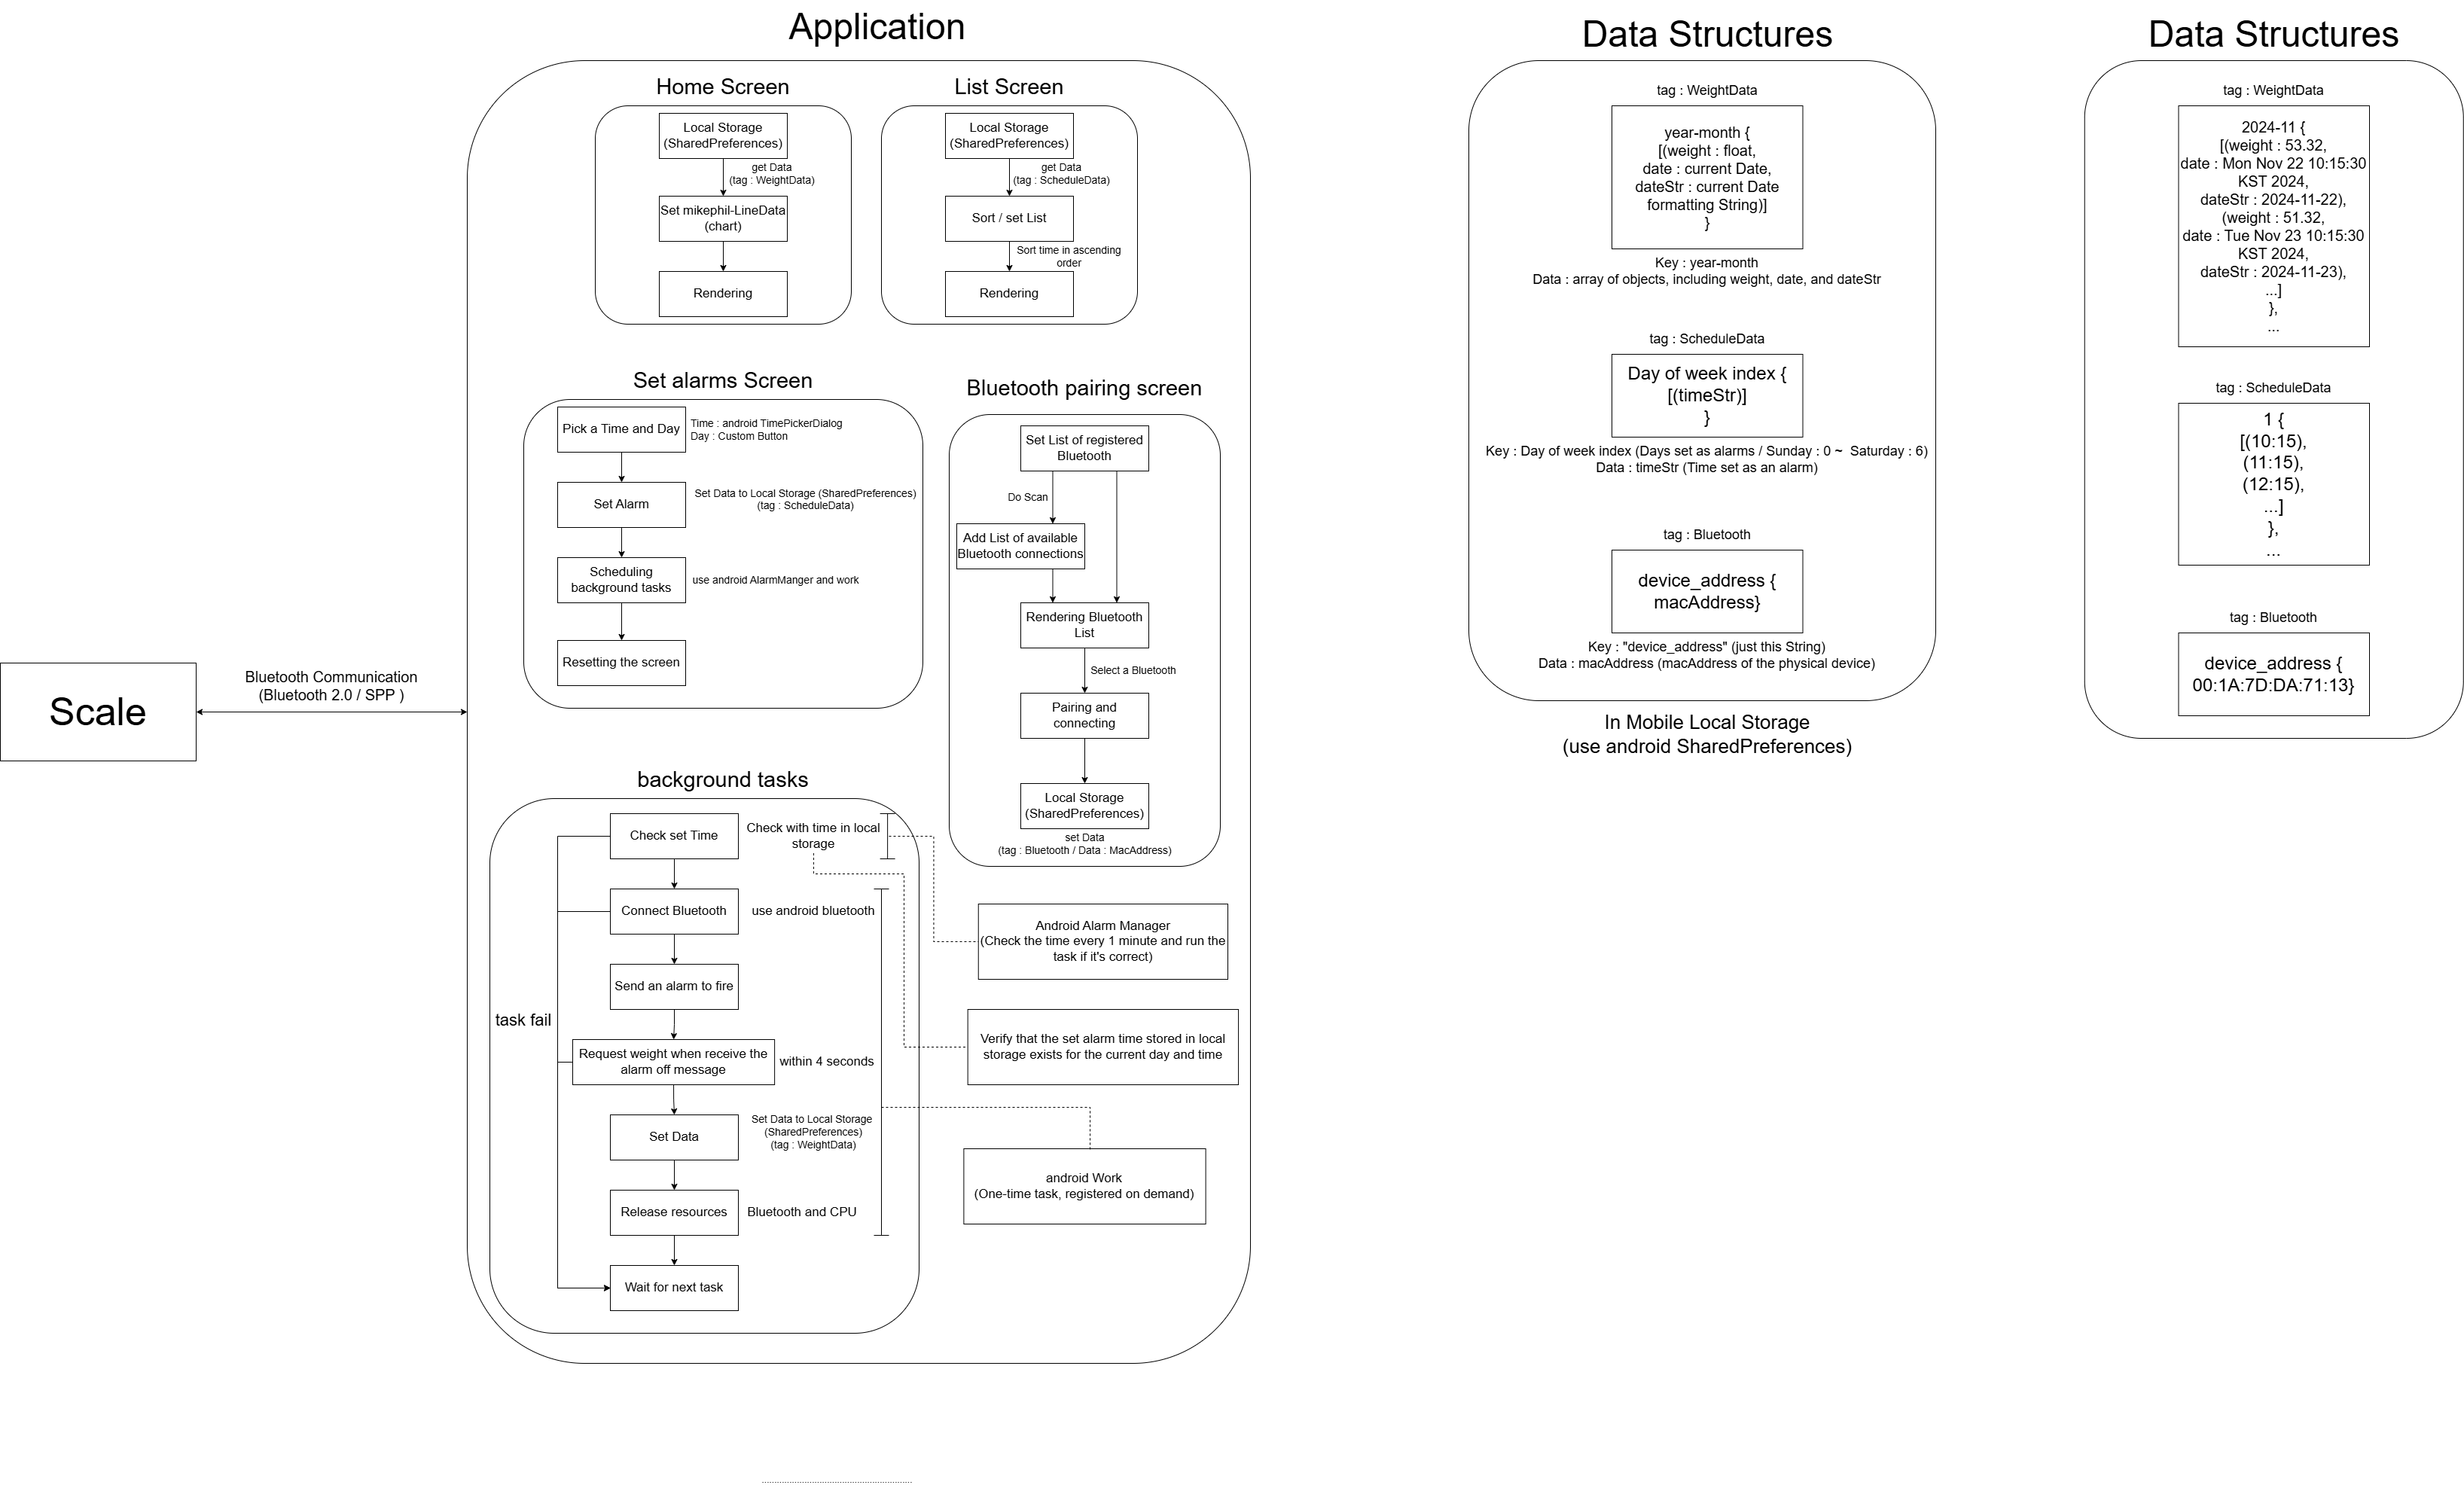 Application
Home Screen
Local Storage
(SharedPreferences)
get Data
(tag : WeightData)
Set mikephil-LineData
(chart)
Rendering
List Screen
Local Storage
(SharedPreferences)
get Data
(tag : ScheduleData)
Sort / set List
Sort time in ascending
order
Rendering
Set alarms Screen
Pick a Time and Day
Time : android TimePickerDialog
Day : Custom Button
Set Alarm
Set Data to Local Storage (SharedPreferences)
(tag : ScheduleData)
Scheduling
background tasks
use android AlarmManger and work
Resetting the screen
Bluetooth pairing screen
Set List of registered
Bluetooth
Do Scan
Add List of available
Bluetooth connections
Rendering Bluetooth
List
Select a Bluetooth
Pairing and
connecting
Local Storage
(SharedPreferences)
set Data
(tag : Bluetooth / Data : MacAddress)
Scale
Bluetooth Communication
(Bluetooth 2.0 / SPP )
background tasks
Check set Time
Check with time in local
storage
Connect Bluetooth
use android bluetooth
Send an alarm to fire
task fail
Request weight when receive the
alarm off message
within 4 seconds
Set Data
Set Data to Local Storage
(SharedPreferences)
(tag : WeightData)
Release resources
Bluetooth and CPU
Wait for next task
Android Alarm Manager
(Check the time every 1 minute and run the
task if it's correct)
Verify that the set alarm time stored in local
storage exists for the current day and time
android Work
(One-time task, registered on demand)
Data Structures
tag : WeightData
year-month {
[(weight : float,
date : current Date,
dateStr : current Date
formatting String)]
}
Key : year-month
Data : array of objects, including weight, date, and dateStr
tag : ScheduleData
Day of week index {
[(timeStr)]
}
Key : Day of week index (Days set as alarms / Sunday : 0 ~ Saturday : 6)
Data : timeStr (Time set as an alarm)
tag : Bluetooth
device_address {
macAddress}
Key : "device_address" (just this String)
Data : macAddress (macAddress of the physical device)
In Mobile Local Storage
(use android SharedPreferences)
Data Structures
tag : WeightData
2024-11 {
[(weight : 53.32,
date : Mon Nov 22 10:15:30
KST 2024,
dateStr : 2024-11-22),
(weight : 51.32,
date : Tue Nov 23 10:15:30
KST 2024,
dateStr : 2024-11-23),
...]
},
...
tag : ScheduleData
1 {
[(10:15),
(11:15),
(12:15),
...]
},
...
tag : Bluetooth
device_address {
00:1A:7D:DA:71:13}